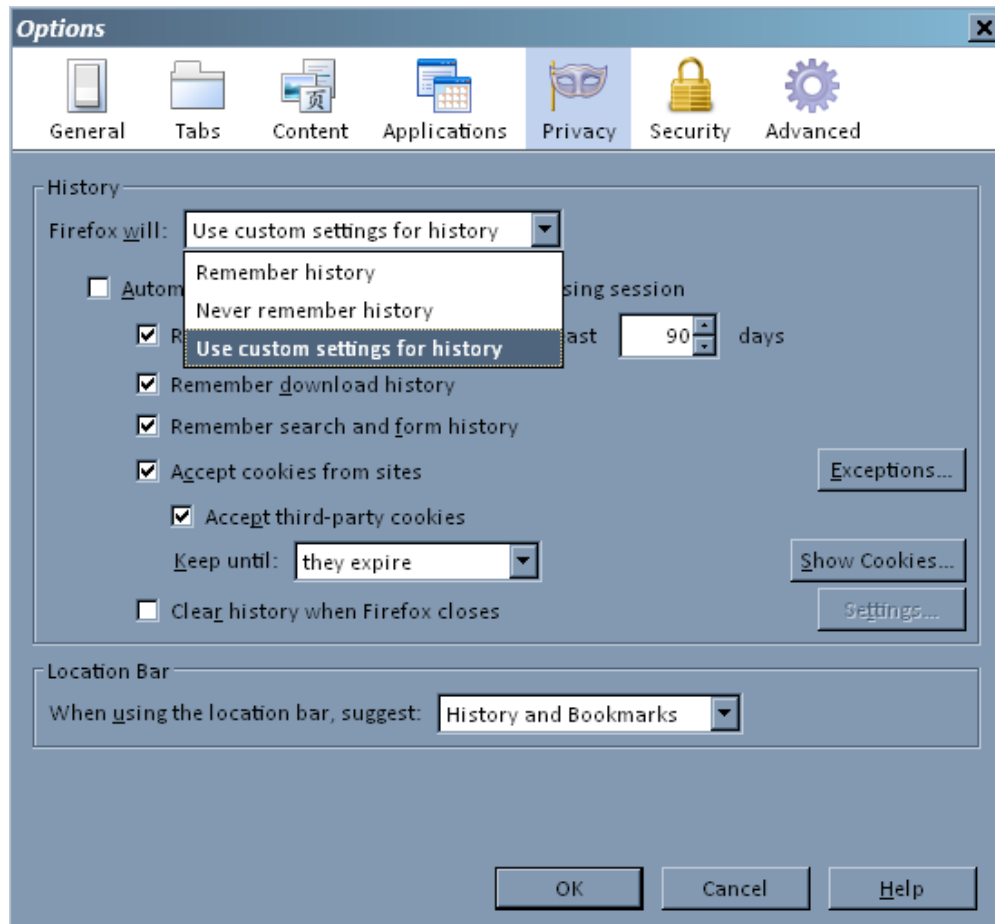 Options
General Tabs Content Applications Privacy Security Advanced
页
History
Firefox will: Use custom settings for history
Remember history
Never remember history
Use custom settings for history
sing session
90 days
Remember download history
Remember search and form history
Accept cookies from sites Exceptions...
Accept third-party cookies
Keep until: they expire Show Cookies...
Clear history when Firefox closes Settings...
Location Bar
When using the location bar, suggest: History and Bookmarks
OK Cancel Help